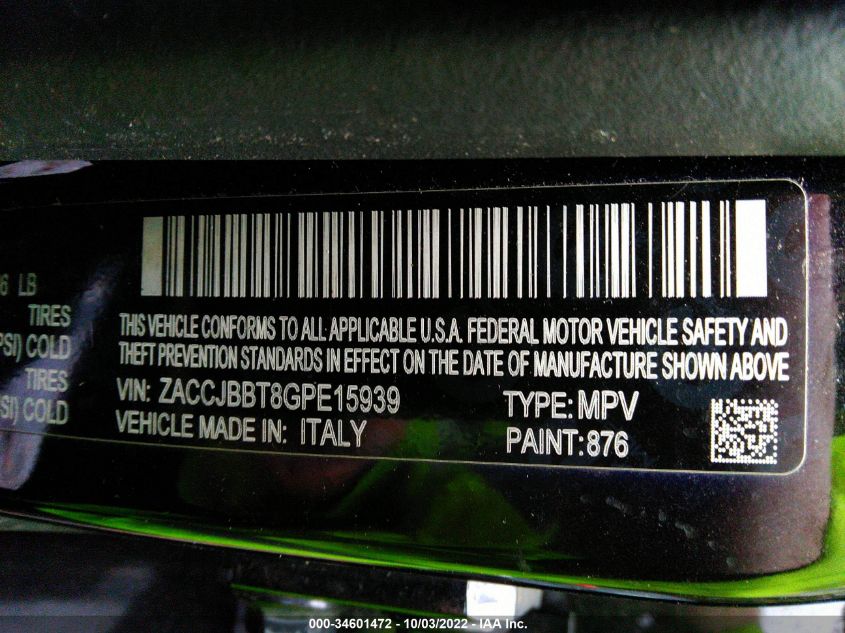 6 LB
TIRES
PSI) COLD
TIRES
SI) COLD
THIS VEHICLE CONFORMS TO ALL APPLICABLE U.S.A. FEDERAL MOTOR VEHICLE SAFETY AND
THEFT PREVENTION STANDARDS IN EFFECT ON THE DATE OF MANUFACTURE SHOWN ABOVE
VIN: ZACCJBBT8GPE15939 TYPE: MPV
VEHICLE MADE IN: ITALY PAINT: 876
000-34601472 - 10/03/2022 - IAA Inc.